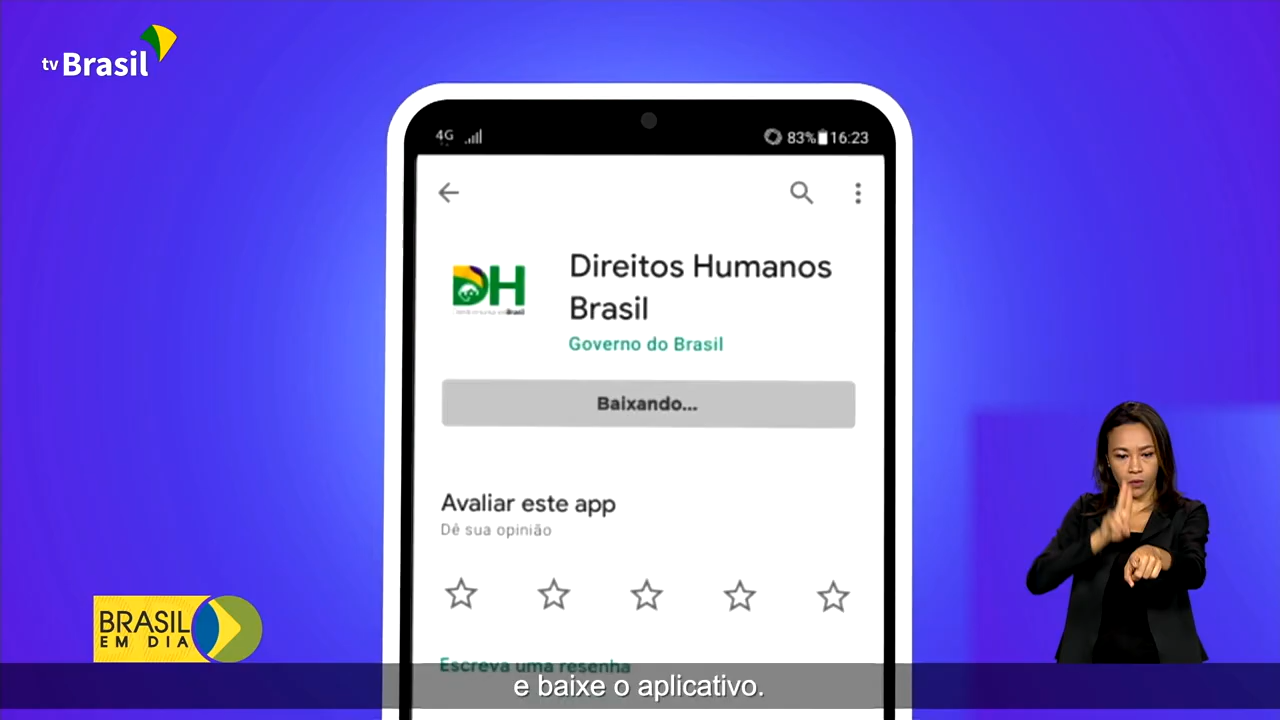 tv Brasil
4G
83% 16:23
DH
Direitos Humanos
Brasil
Governo do Brasil
Baixando...
Avaliar este app
Dê sua opinião
BRASIL
EM DIA
Escreva uma resenha
e baixe o aplicativo.